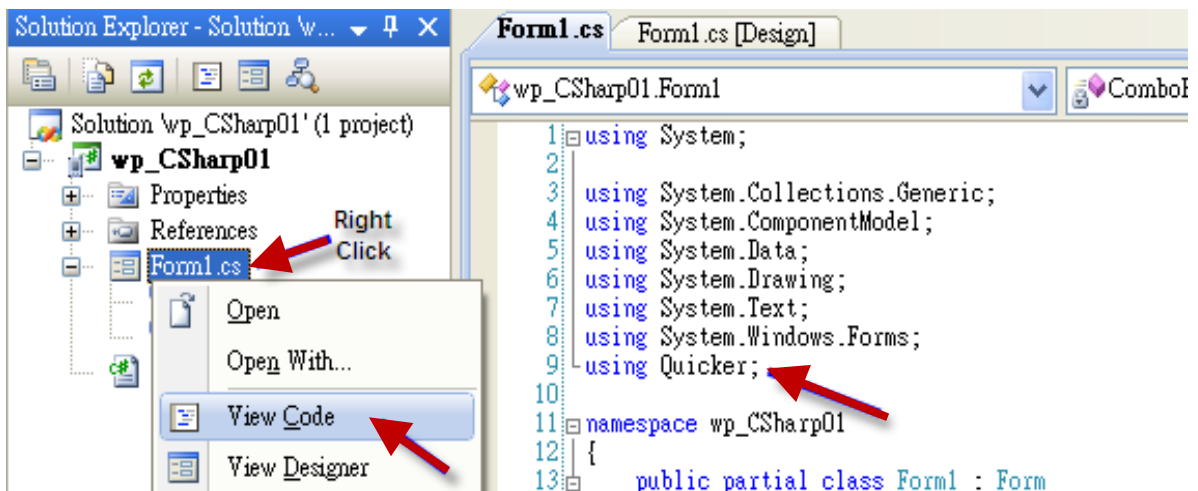 Solution Explorer - Solution 'w...
Solution 'wp_CSharp01' (1 project)
wp_CSharp01
Properties
References
Right
Click
Form1.cs
Open
Open With...
View Code
View Designer
Form1.cs
Form1.cs [Design]
wp_CSharp01.Form1
1 using System;
2
3 using System.Collections.Generic;
4 using System.ComponentModel;
5 using System.Data;
6 using System.Drawing;
7 using System.Text;
8 using System.Windows.Forms;
9 using Quicker;
10
11 namespace wp_CSharp01
12 {
13 public partial class Form1 : Form